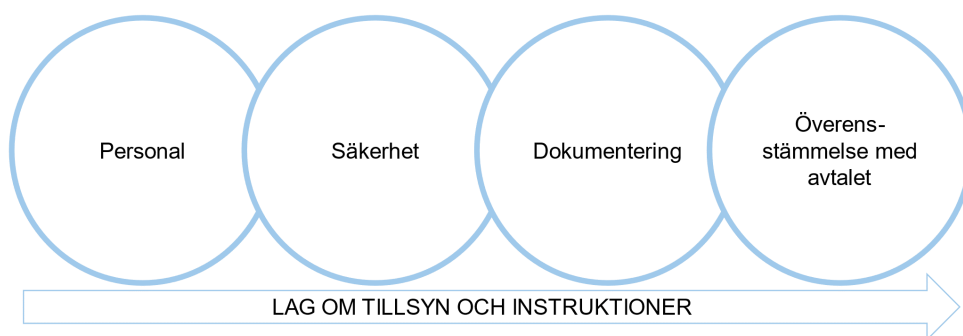 Personal
Säkerhet
Dokumentering
Överens-
stämmelse med
avtalet
LAG OM TILLSYN OCH INSTRUKTIONER